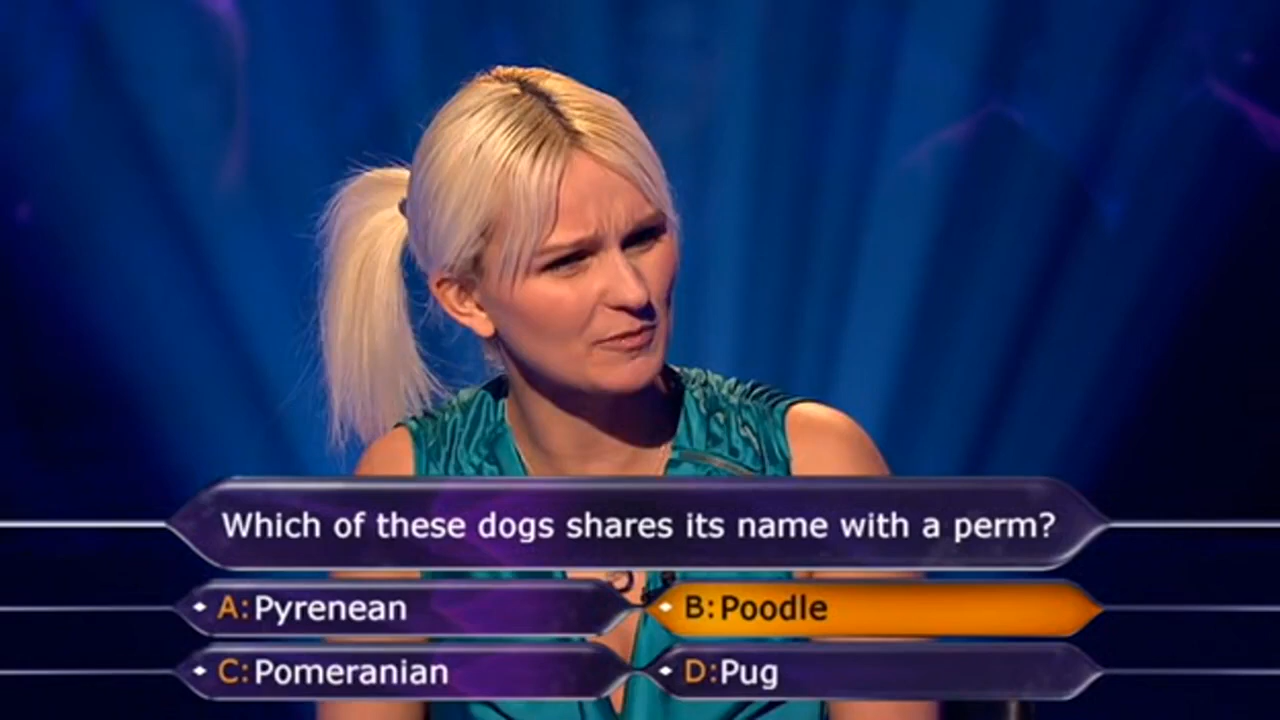 Which of these dogs shares its name with a perm?
A: Pyrenean
B: Poodle
C: Pomeranian
D: Pug